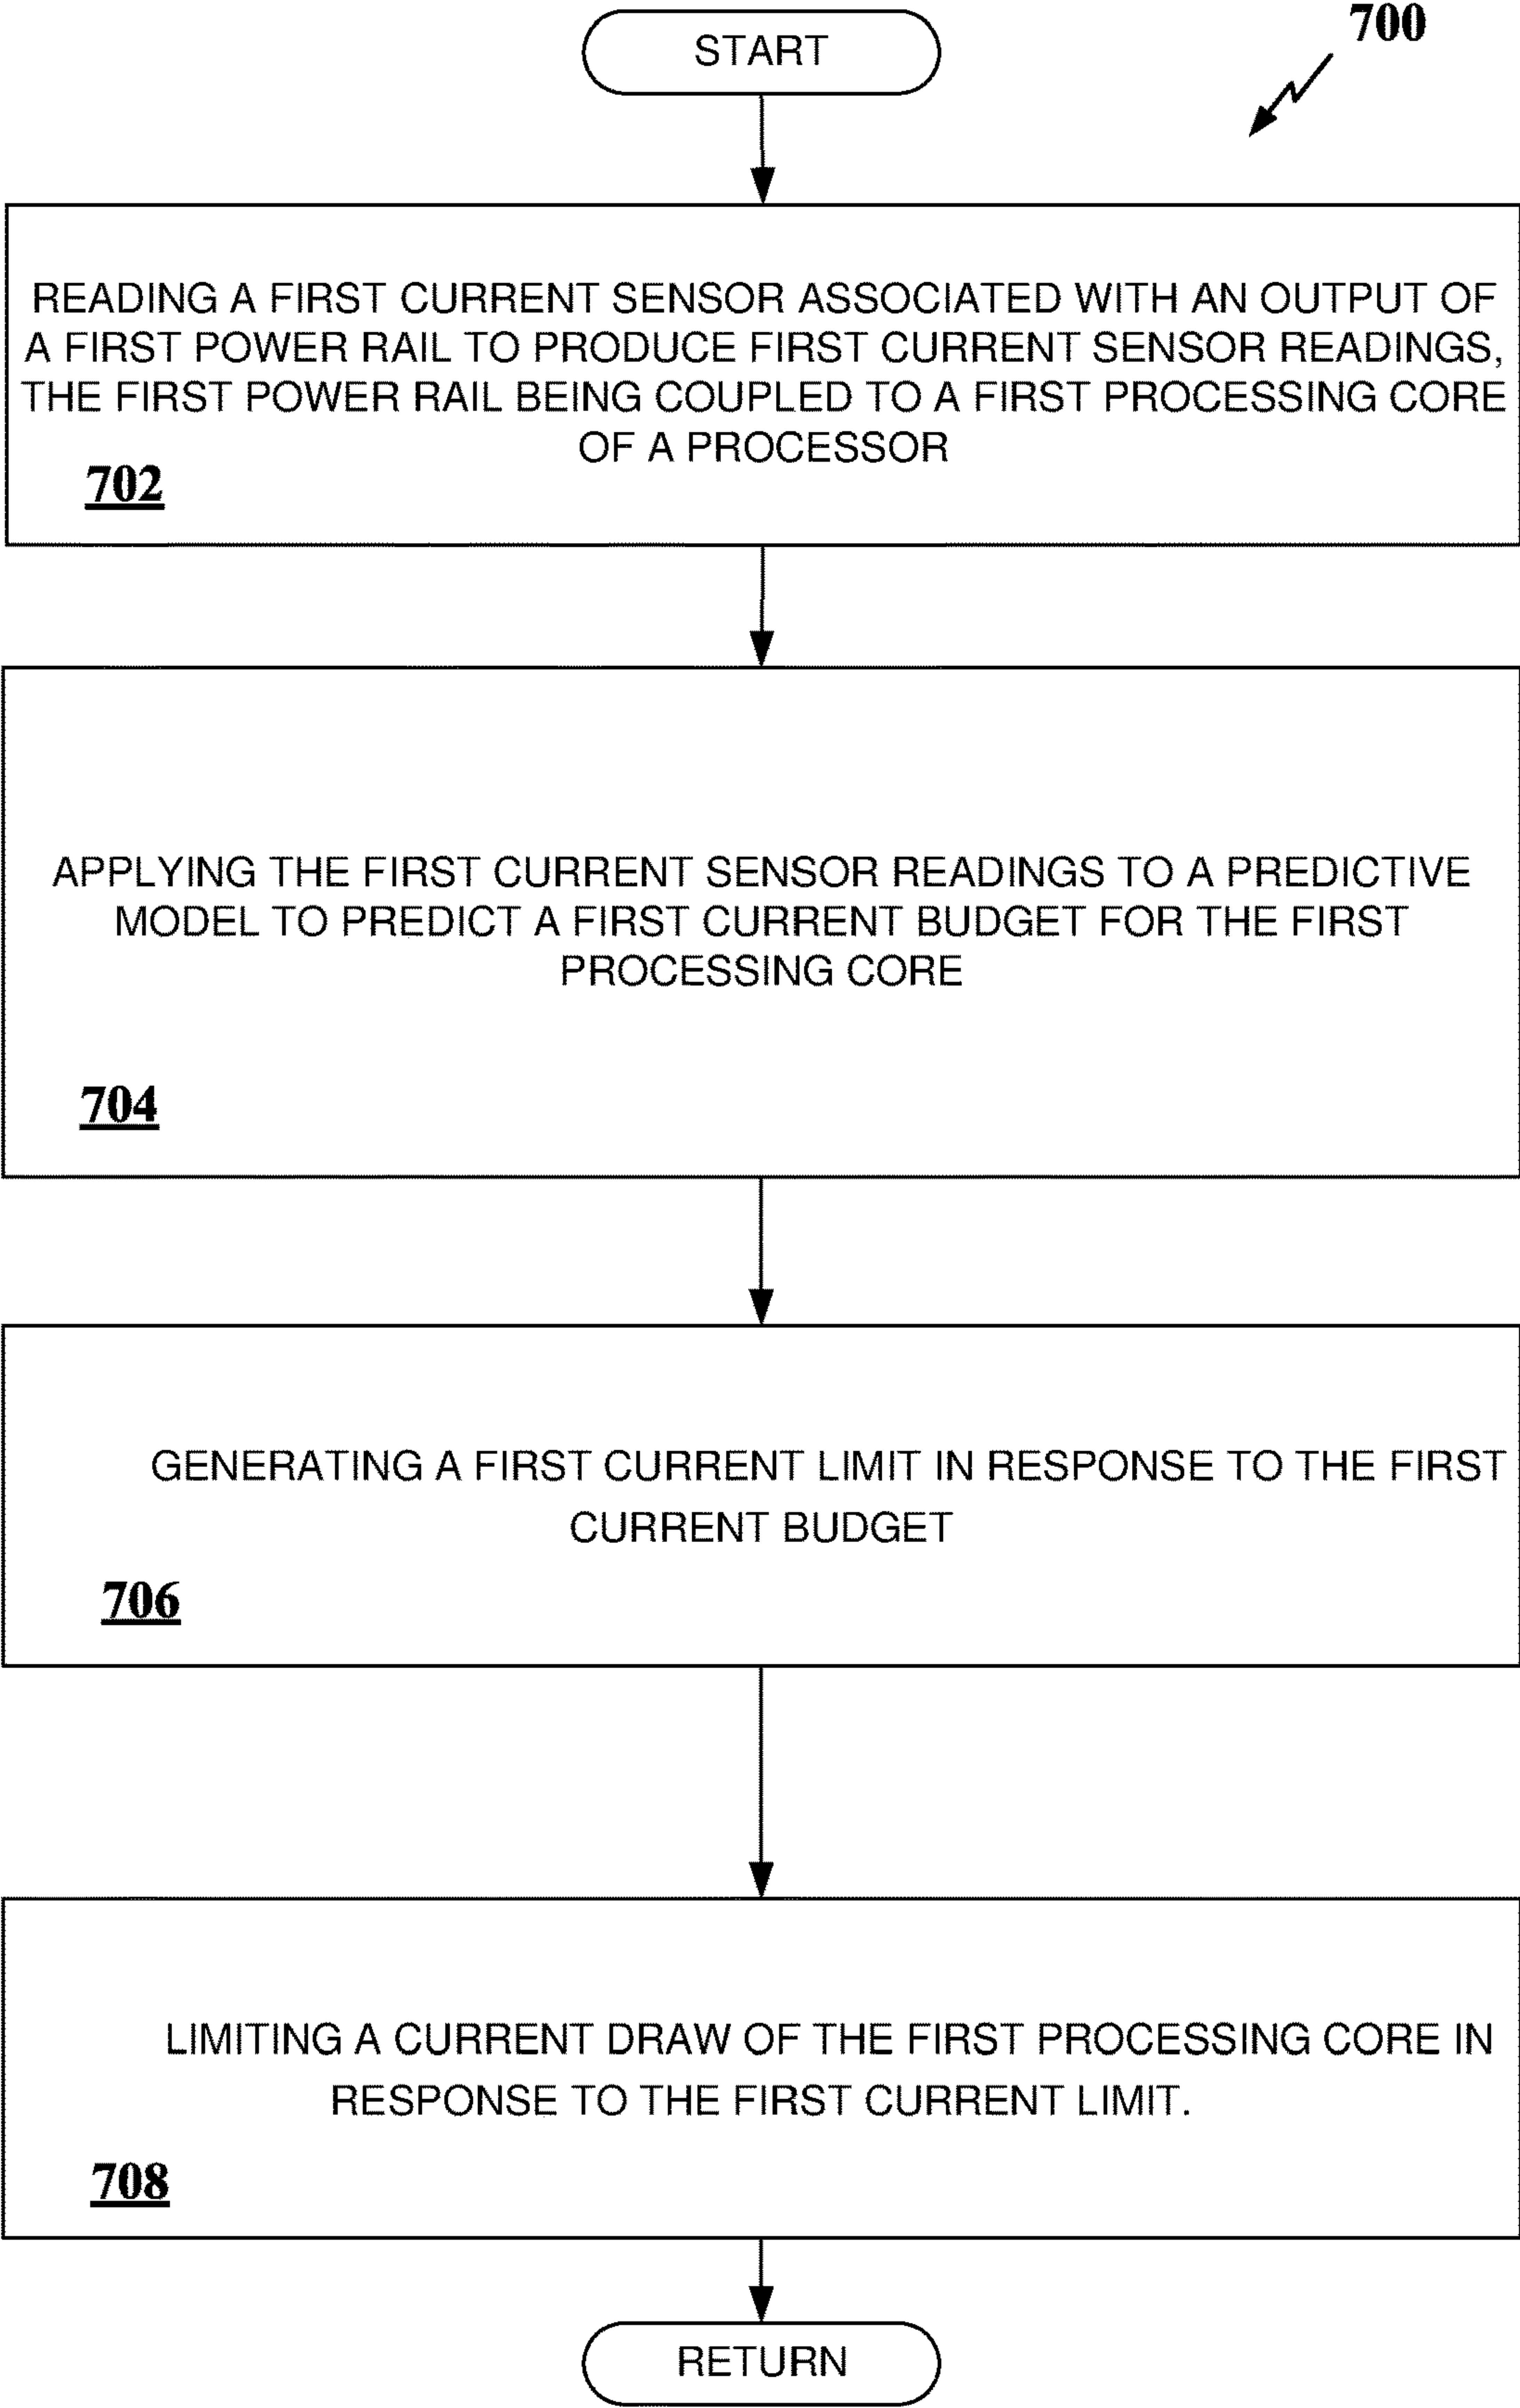 START
700
READING A FIRST CURRENT SENSOR ASSOCIATED WITH AN OUTPUT OF
A FIRST POWER RAIL TO PRODUCE FIRST CURRENT SENSOR READINGS,
THE FIRST POWER RAIL BEING COUPLED TO A FIRST PROCESSING CORE
OF A PROCESSOR
702
APPLYING THE FIRST CURRENT SENSOR READINGS TO A PREDICTIVE
MODEL TO PREDICT A FIRST CURRENT BUDGET FOR THE FIRST
PROCESSING CORE
704
GENERATING A FIRST CURRENT LIMIT IN RESPONSE TO THE FIRST
CURRENT BUDGET
706
LIMITING A CURRENT DRAW OF THE FIRST PROCESSING CORE IN
RESPONSE TO THE FIRST CURRENT LIMIT.
708
RETURN